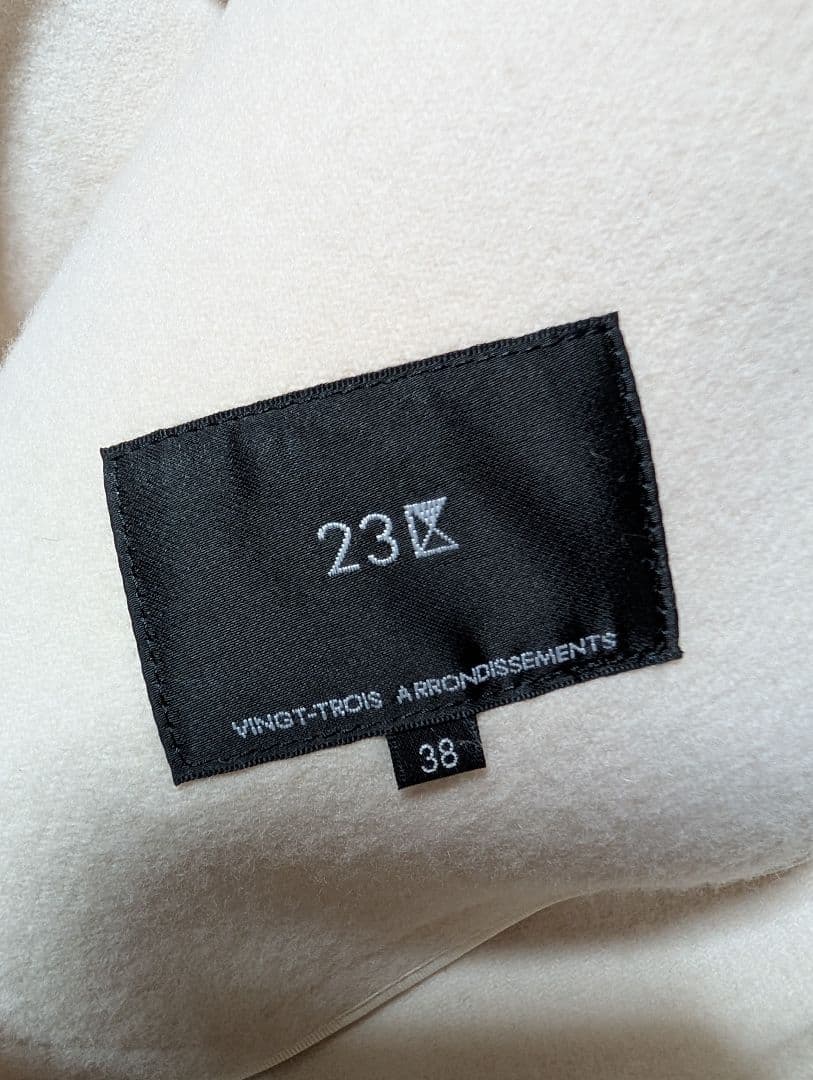 23区
VINGT-TROIS ARRONDISSEMENTS
38